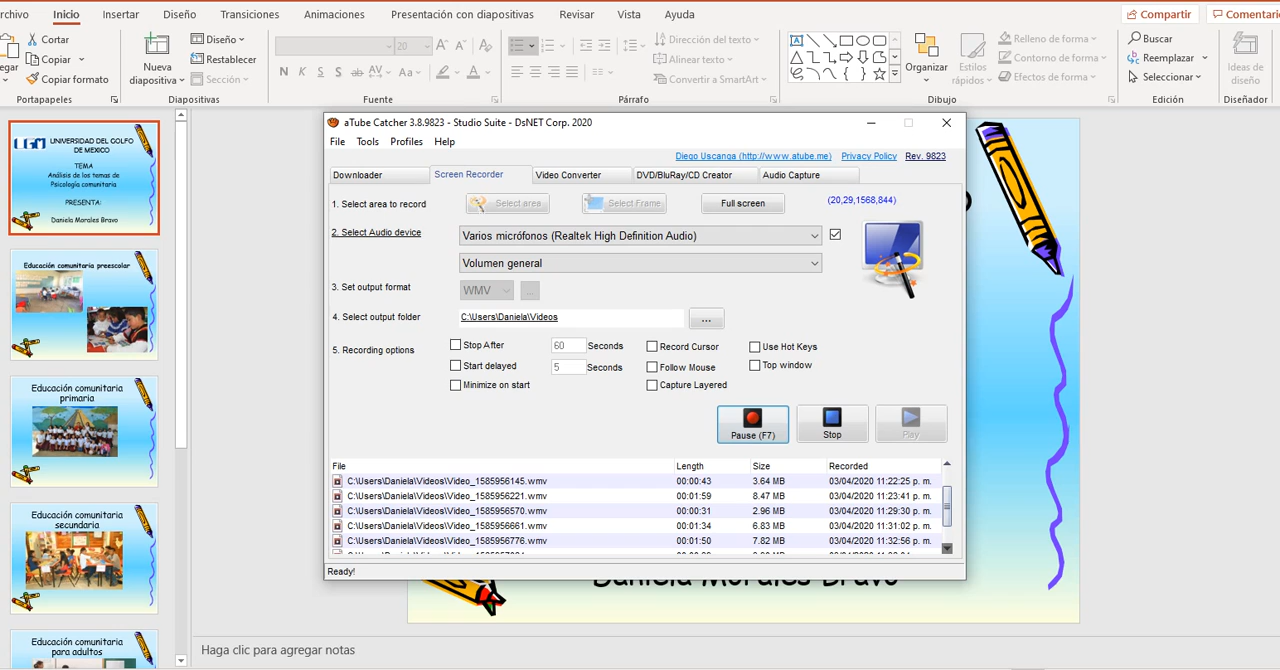 rchivo
Inicio
Insertar
Diseño
Transiciones
Animaciones
Presentación con diapositivas
Revisar
Vista
Ayuda
Compartir
Comentari
Cortar
Copiar
Copiar formato
egar
Portapapeles
Nueva
diapositiva
Diseño
Restablecer
Sección
Diapositivas
20
N K S S ab AV Aa A
Fuente
Dirección del texto
Alinear texto
Convertir a SmartArt
Párrafo
Organizar
Estilos
rápidos
Relleno de forma
Contorno de forma
Efectos de forma
Dibujo
Buscar
Reemplazar
Seleccionar
Edición
Ideas de
diseño
Diseñador
UGM
UNIVERSIDAD DEL GOLFO
DE MEXICO
TEMA
Análisis de los temas de
Psicología comunitaria
PRESENTA:
Daniela Morales Bravo
Educación comunitaria preescolar
Educación comunitaria
primaria
Educación comunitaria
secundaria
Educación comunitaria
para adultos
aTube Catcher 3.8.9823 - Studio Suite - DsNET Corp. 2020
File Tools Profiles Help
Diego Uscanga (http://www.atube.me) Privacy Policy Rev. 9823
Downloader
Screen Recorder
Video Converter
DVD/BluRay/CD Creator
Audio Capture
1. Select area to record
Select area
Select Frame
Full screen
(20,29,1568,844)
2. Select Audio device
Varios micrófonos (Realtek High Definition Audio)
Volumen general
3. Set output format
WMV
...
4. Select output folder
C:\Users\Daniela\Videos
...
5. Recording options
Stop After 60 Seconds
Start delayed 5 Seconds
Minimize on start
Record Cursor
Follow Mouse
Capture Layered
Use Hot Keys
Top window
Pause (F7)
Stop
Play
File Length Size Recorded
C:\Users\Daniela\Videos\Video_1585956145.wmv 00:00:43 3.64 MB 03/04/2020 11:22:25 p. m.
C:\Users\Daniela\Videos\Video_1585956221.wmv 00:01:59 8.47 MB 03/04/2020 11:23:41 p. m.
C:\Users\Daniela\Videos\Video_1585956570.wmv 00:00:31 2.96 MB 03/04/2020 11:29:30 p. m.
C:\Users\Daniela\Videos\Video_1585956661.wmv 00:01:34 6.83 MB 03/04/2020 11:31:02 p. m.
C:\Users\Daniela\Videos\Video_1585956776.wmv 00:01:50 7.82 MB 03/04/2020 11:32:56 p. m.
Ready!
Daniela Morales Bravo
Haga clic para agregar notas